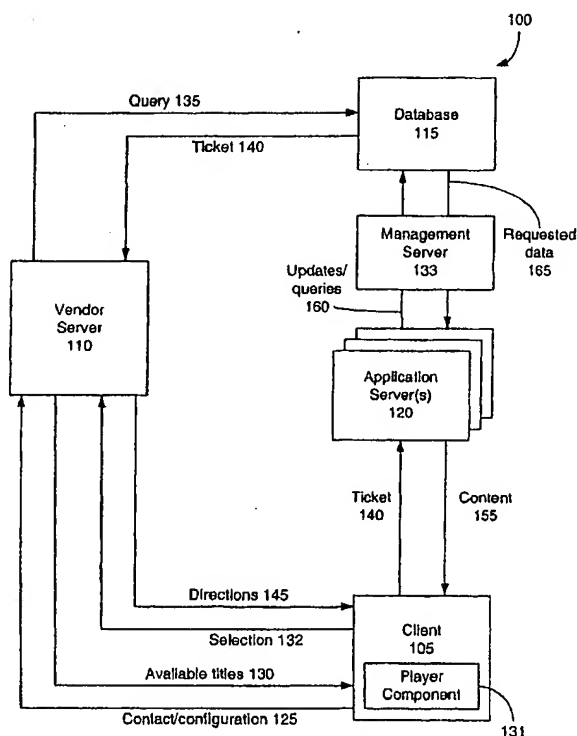 100
Query 135
Database
115
Ticket 140
Management
Server
133
Requested
data
165
Updates/
queries
160
Vendor
Server
110
Application
Server(s)
120
Ticket
140
Content
155
Directions 145
Client
105
Selection 132
Available titles 130
Player
Component
Contact/configuration 125
131